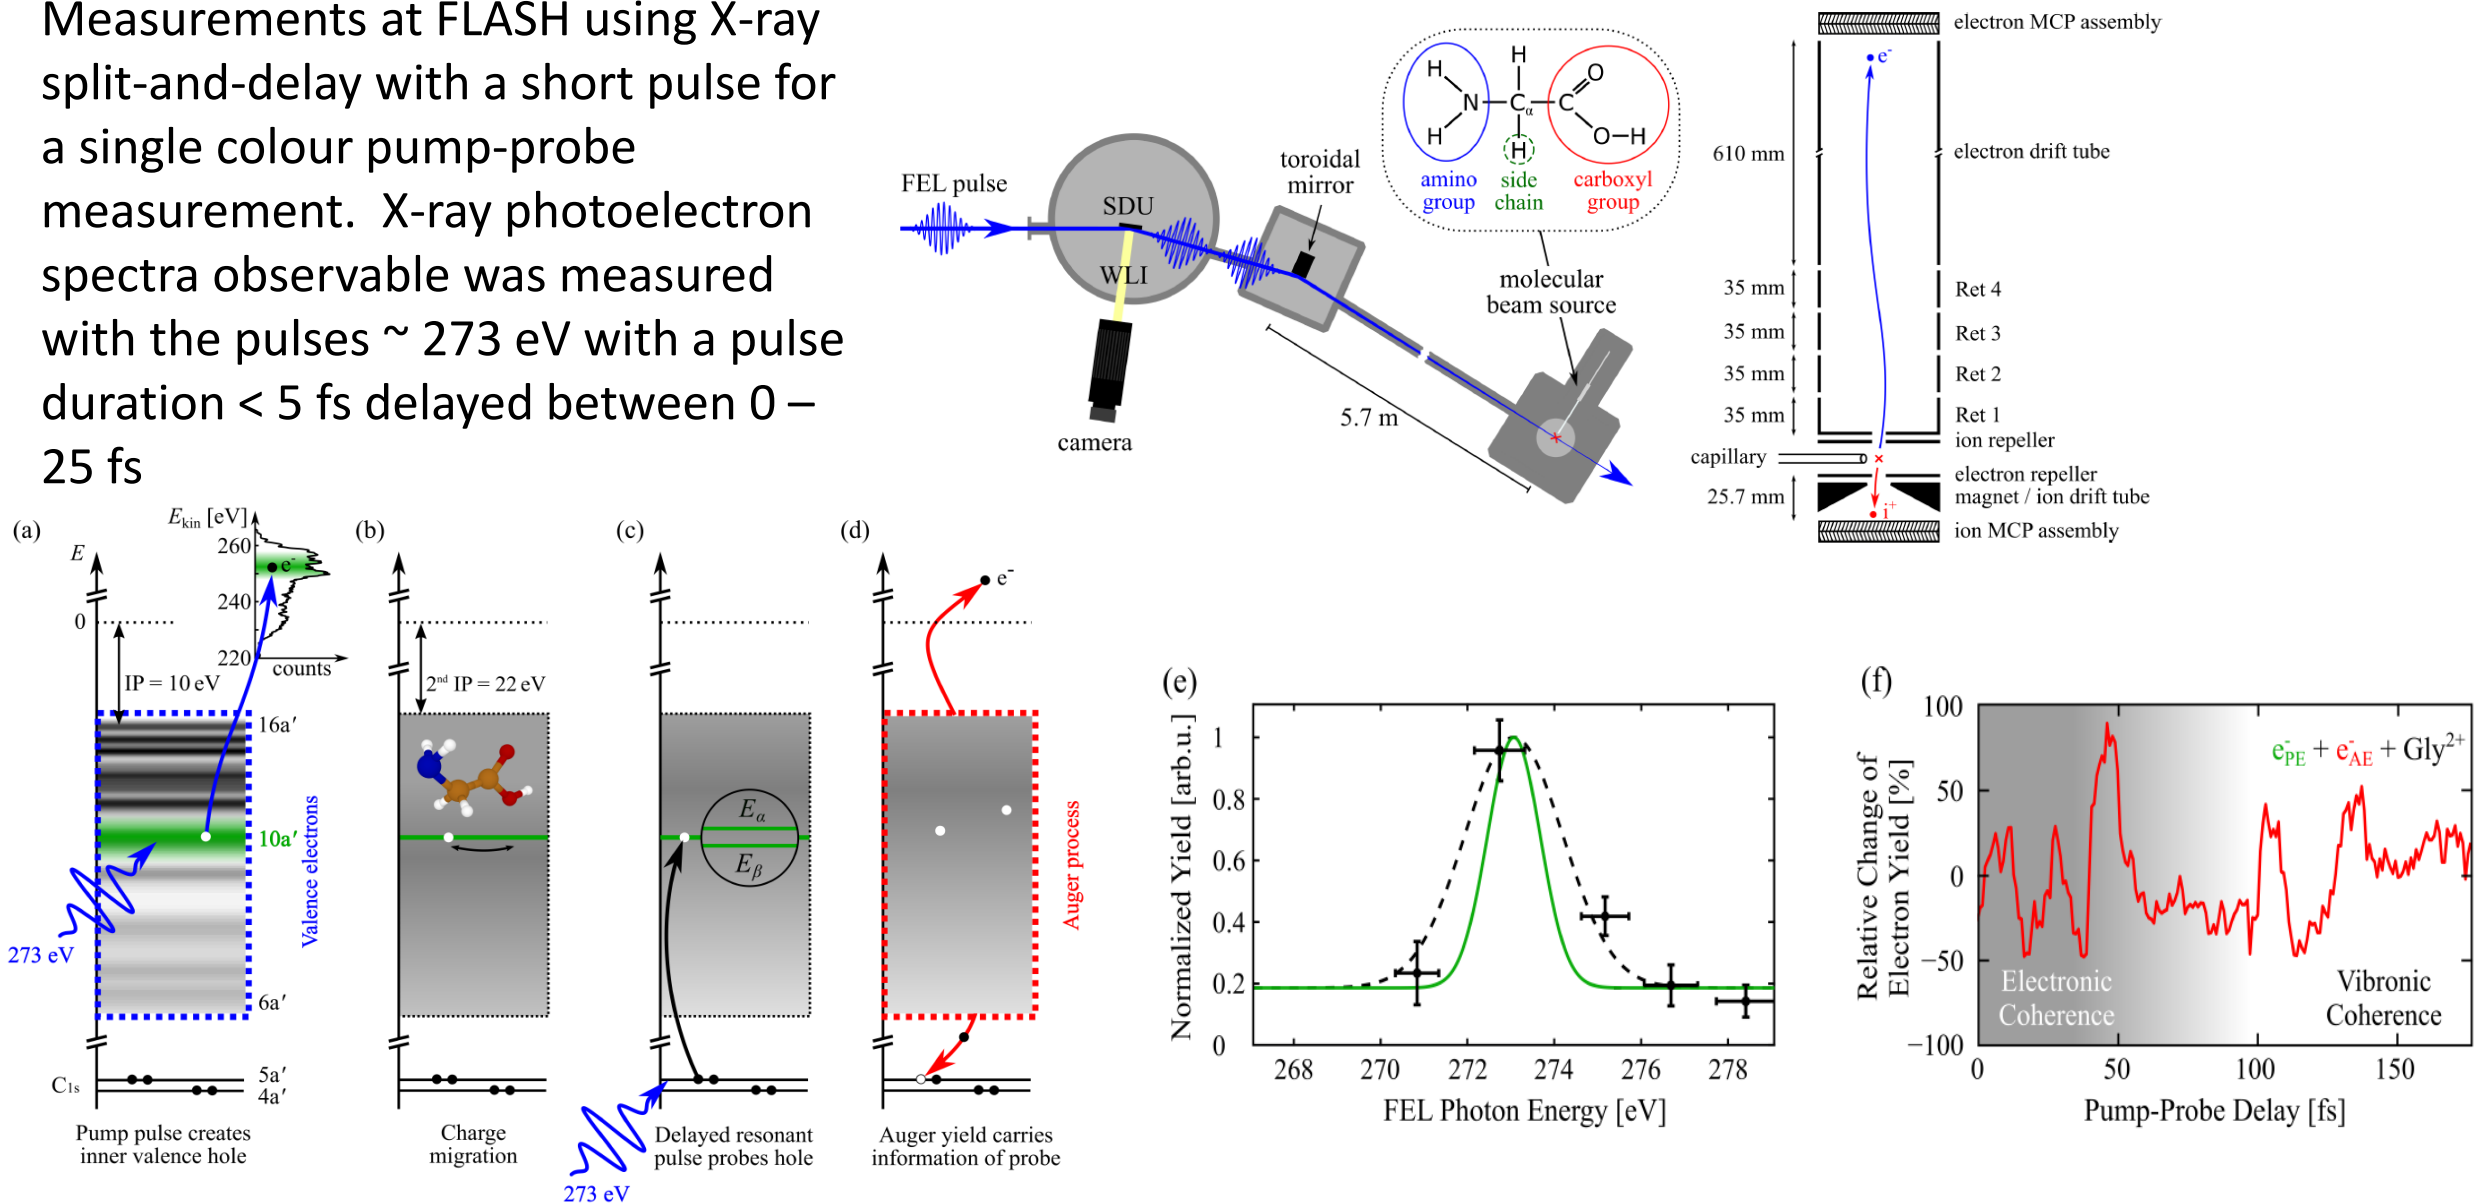 Measurements at FLASH using X-ray
split-and-delay with a short pulse for
a single colour pump-probe
measurement.  X-ray photoelectron
spectra observable was measured
with the pulses ~ 273 eV with a pulse
duration < 5 fs delayed between 0 –
25 fs
FEL pulse
SDU
WLI
camera
toroidal
mirror
5.7 m
molecular
beam source
H
H
O
N
Cα
C
H
H
O
H
amino
group
side
chain
carboxyl
group
electron MCP assembly
e-
610 mm
electron drift tube
35 mm
Ret 4
35 mm
Ret 3
35 mm
Ret 2
35 mm
Ret 1
ion repeller
capillary
electron repeller
25.7 mm
magnet / ion drift tube
i+
ion MCP assembly
(a)
E
Ekin [eV]
260
240
220
counts
e-
0
IP = 10 eV
16a′
10a′
6a′
Valence electrons
273 eV
C1s
5a′
4a′
Pump pulse creates
inner valence hole
(b)
2nd IP = 22 eV
Charge
migration
(c)
Eα
Eβ
273 eV
Delayed resonant
pulse probes hole
(d)
e-
Auger process
Auger yield carries
information of probe
(e)
Normalized Yield [arb.u.]
1
0.8
0.6
0.4
0.2
0
268
270
272
274
276
278
FEL Photon Energy [eV]
(f)
Relative Change of
Electron Yield [%]
100
50
0
−50
−100
e-PE + e-AE + Gly2+
Electronic
Coherence
Vibronic
Coherence
0
50
100
150
Pump-Probe Delay [fs]